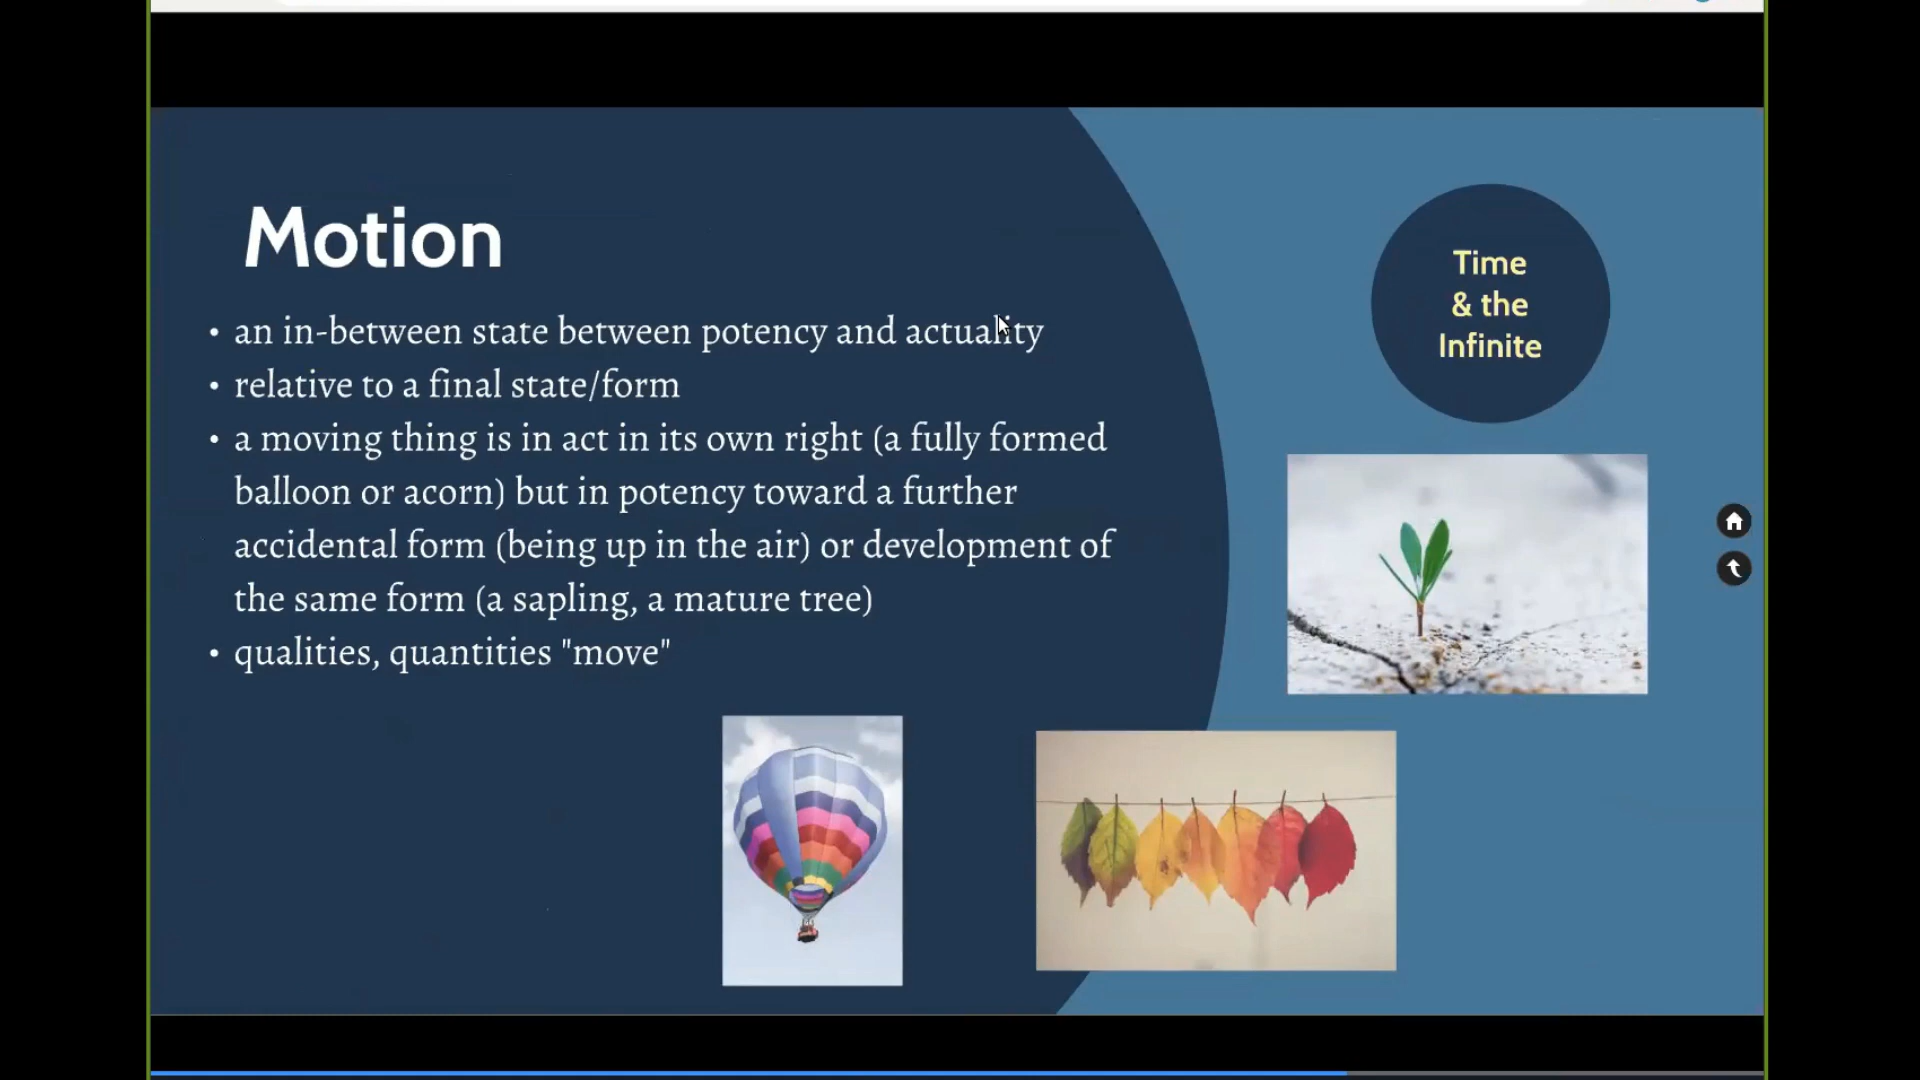 Motion
• an in-between state between potency and actuality
• relative to a final state/form
• a moving thing is in act in its own right (a fully formed
balloon or acorn) but in potency toward a further
accidental form (being up in the air) or development of
the same form (a sapling, a mature tree)
• qualities, quantities "move"
Time
& the
Infinite